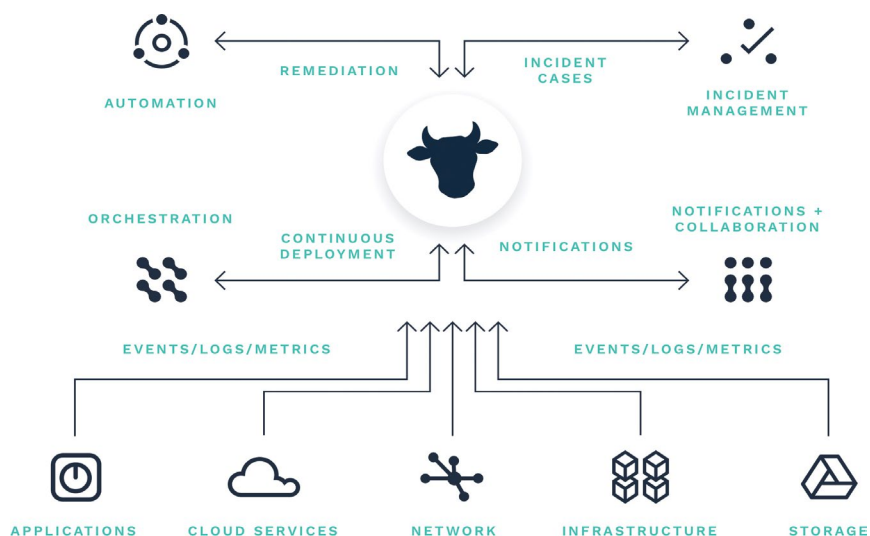 REMEDIATION
INCIDENT
CASES
AUTOMATION
INCIDENT
MANAGEMENT
ORCHESTRATION
NOTIFICATIONS +
COLLABORATION
CONTINUOUS
DEPLOYMENT
NOTIFICATIONS
EVENTS/LOGS/METRICS
EVENTS/LOGS/METRICS
APPLICATIONS
CLOUD SERVICES
NETWORK
INFRASTRUCTURE
STORAGE